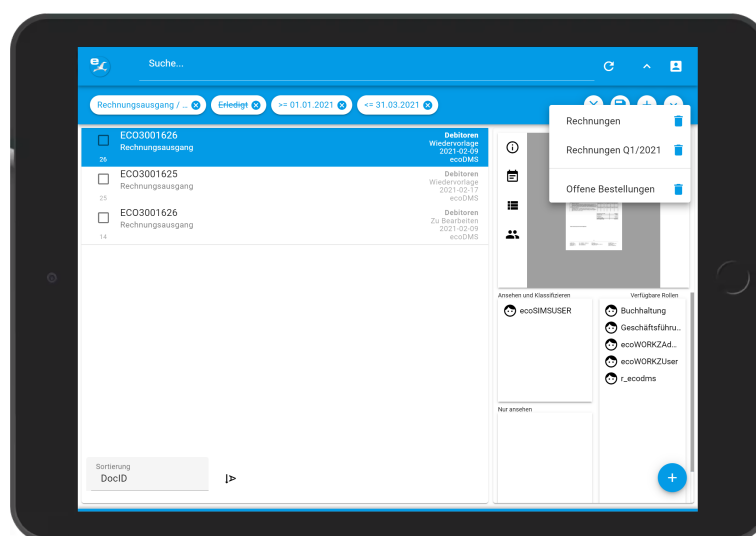 Suche...
Rechnungsausgang / ...
Erledigt
>= 01.01.2021
<= 31.03.2021
Rechnungen
Rechnungen Q1/2021
Offene Bestellungen
ECO3001626
Rechnungsausgang
26
Debitoren
Wiedervorlage
2021-02-09
ecoDMS
ECO3001625
Rechnungsausgang
25
Debitoren
Wiedervorlage
2021-02-17
ecoDMS
ECO3001626
Rechnungsausgang
14
Debitoren
Zu Bearbeiten
2021-02-09
ecoDMS
Ansehen und Klassifizieren
ecoSIMSUSER
Nur ansehen
Verfügbare Rollen
Buchhaltung
Geschäftsführu...
ecoWORKZAd...
ecoWORKZUser
r_ecodms
Sortierung
DocID